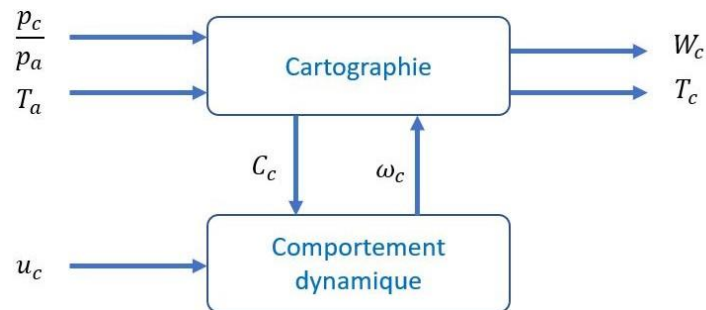 p_c
p_a
T_a
Cartographie
W_c
T_c
C_c
ω_c
u_c
Comportement
dynamique